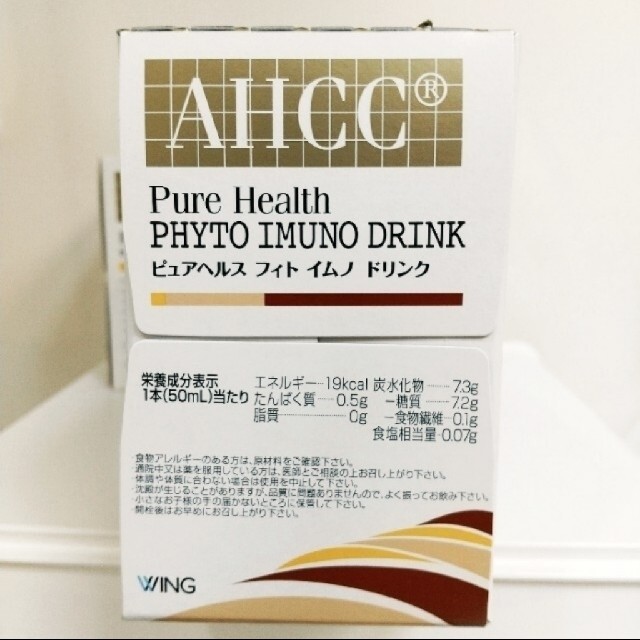 AHCC®
Pure Health
PHYTO IMUNO DRINK
ピュアヘルス フィト イムノ ドリンク
栄養成分表示
1本(50mL)当たり
エネルギー…19kcal
たんぱく質……0.5g
脂質……0g
炭水化物……7.3g
－糖質……7.2g
－食物繊維…0.1g
食塩相当量…0.07g
・食物アレルギーのある方は、原材料をご確認下さい。
・通院中又は薬を服用している方は、医師とご相談の上お召し上がり下さい。
・体調や体質に合わない場合は使用を中止して下さい。
・沈殿が生じることがありますが、品質に問題ありませんので、よく振ってお飲み下さい。
・小さなお子様の手の届かないところに保管して下さい。
・開栓後はお早めにお召し上がり下さい。
WING